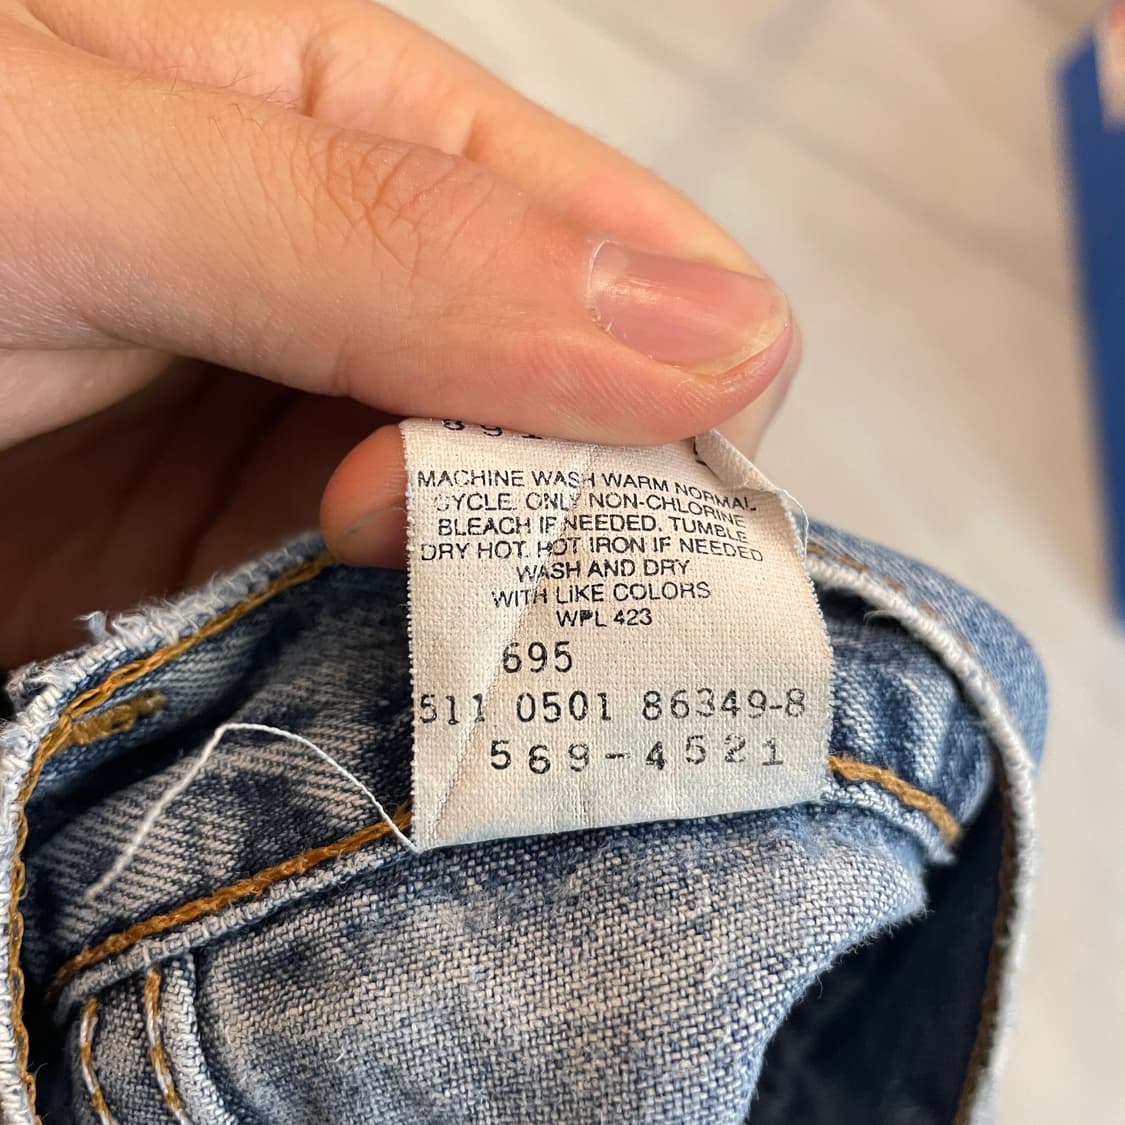 MACHINE WASH WARM NORMAL
CYCLE. ONLY NON-CHLORINE
BLEACH IF NEEDED. TUMBLE
DRY HOT. HOT IRON IF NEEDED
WASH AND DRY
WITH LIKE COLORS
WPL 423
695
511 0501 86349-8
569-4521